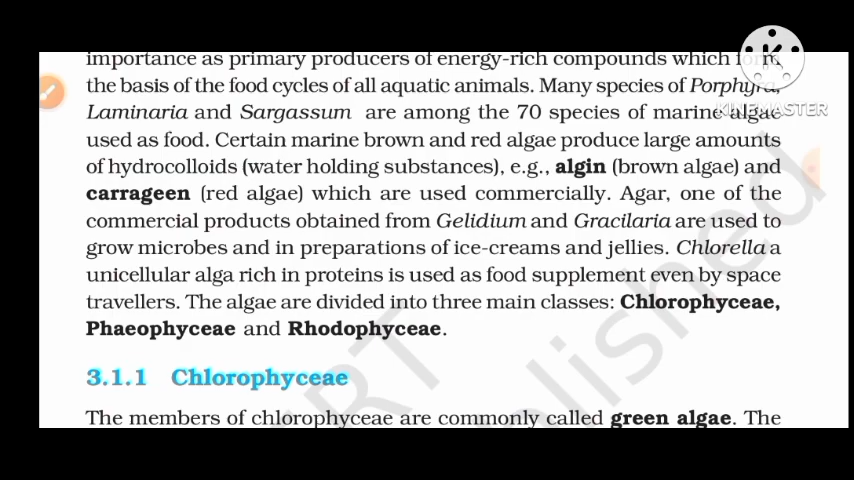 importance as primary producers of energy-rich compounds which form
the basis of the food cycles of all aquatic animals. Many species of Porphyra,
Laminaria and Sargassum are among the 70 species of marine algae
used as food. Certain marine brown and red algae produce large amounts
of hydrocolloids (water holding substances), e.g., algin (brown algae) and
carrageen (red algae) which are used commercially. Agar, one of the
commercial products obtained from Gelidium and Gracilaria are used to
grow microbes and in preparations of ice-creams and jellies. Chlorella a
unicellular alga rich in proteins is used as food supplement even by space
travellers. The algae are divided into three main classes: Chlorophyceae,
Phaeophyceae and Rhodophyceae.
3.1.1 Chlorophyceae
The members of chlorophyceae are commonly called green algae. The
K
KINEMASTER